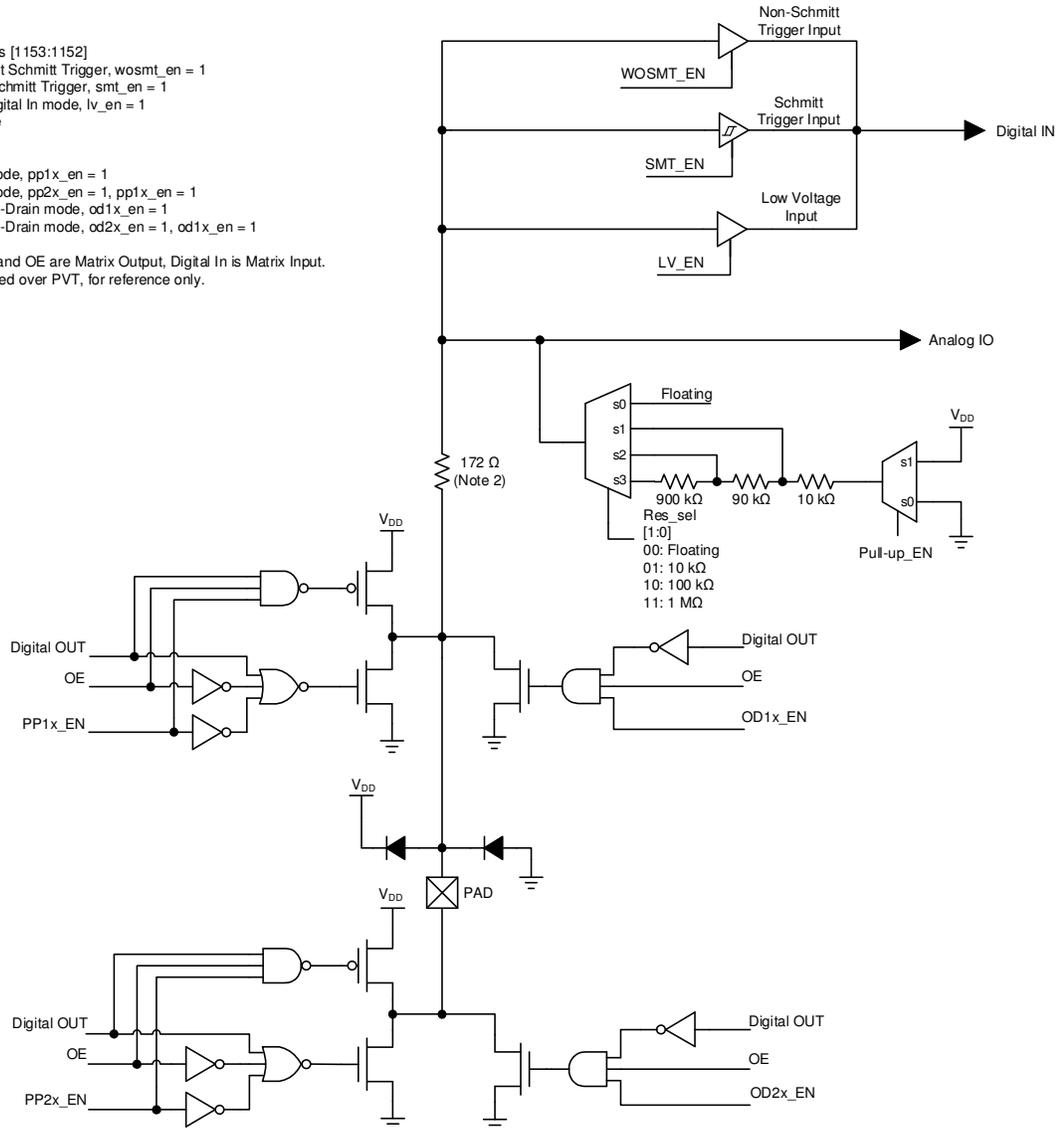 s [1153:1152]
t Schmitt Trigger, wosmt_en = 1
chmitt Trigger, smt_en = 1
gital In mode, lv_en = 1
e
ode, pp1x_en = 1
ode, pp2x_en = 1, pp1x_en = 1
-Drain mode, od1x_en = 1
-Drain mode, od2x_en = 1, od1x_en = 1
and OE are Matrix Output, Digital In is Matrix Input.
ed over PVT, for reference only.
Non-Schmitt
Trigger Input
WOSMT_EN
Schmitt
Trigger Input
Digital IN
SMT_EN
Low Voltage
Input
LV_EN
Analog IO
Floating
s0
s1
s2
s3
VDD
s1
s0
172 Ω
(Note 2)
900 kΩ
90 kΩ
10 kΩ
Res_sel
[1:0]
00: Floating
01: 10 kΩ
10: 100 kΩ
11: 1 MΩ
Pull-up_EN
VDD
Digital OUT
OE
PP1x_EN
Digital OUT
OE
OD1x_EN
VDD
PAD
VDD
Digital OUT
OE
PP2x_EN
Digital OUT
OE
OD2x_EN